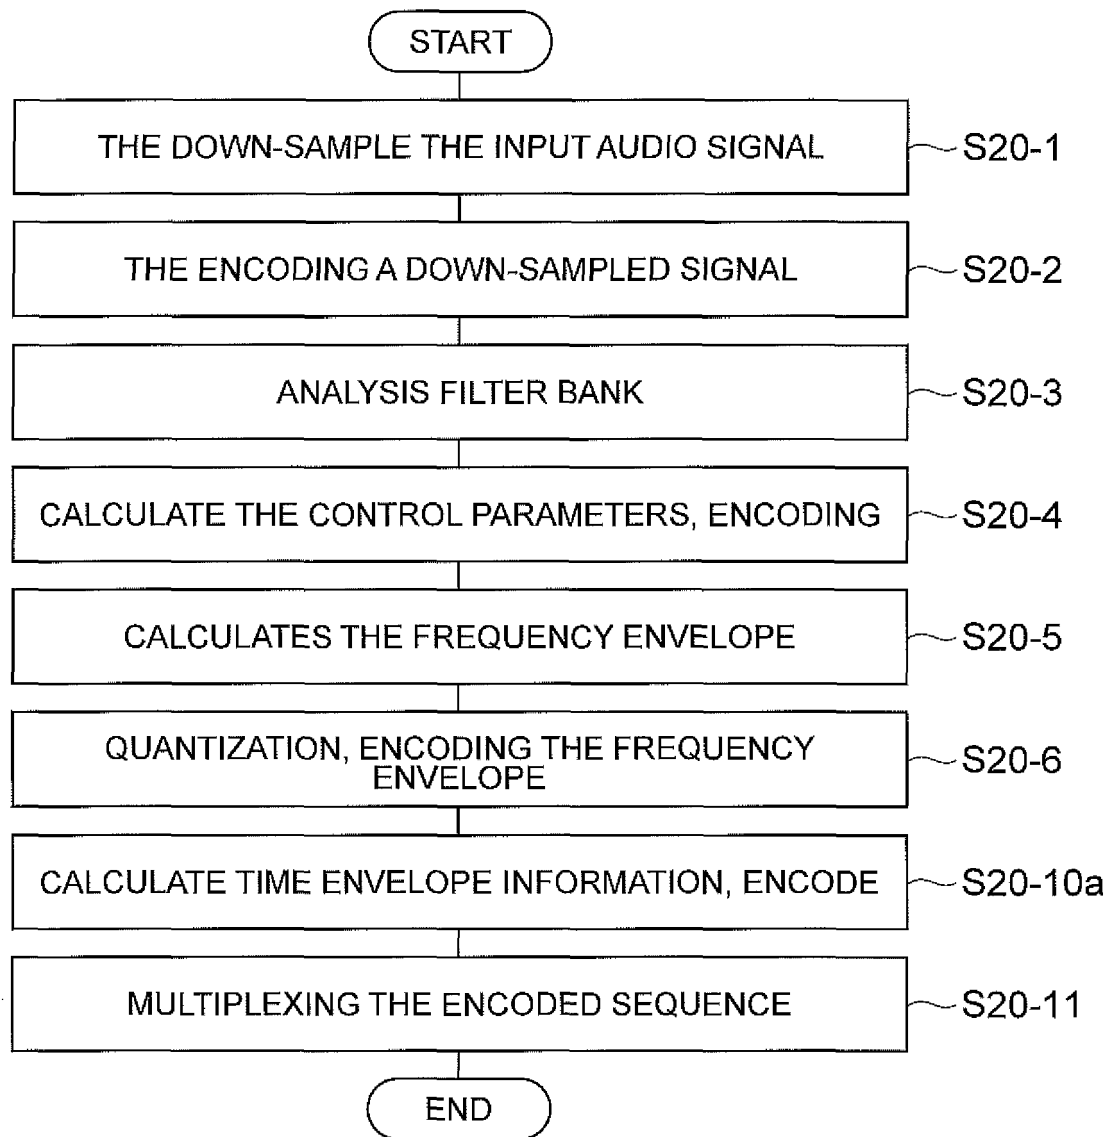 START
THE DOWN-SAMPLE THE INPUT AUDIO SIGNAL
S20-1
THE ENCODING A DOWN-SAMPLED SIGNAL
S20-2
ANALYSIS FILTER BANK
S20-3
CALCULATE THE CONTROL PARAMETERS, ENCODING
S20-4
CALCULATES THE FREQUENCY ENVELOPE
S20-5
QUANTIZATION, ENCODING THE FREQUENCY
ENVELOPE
S20-6
CALCULATE TIME ENVELOPE INFORMATION, ENCODE
S20-10a
MULTIPLEXING THE ENCODED SEQUENCE
S20-11
END